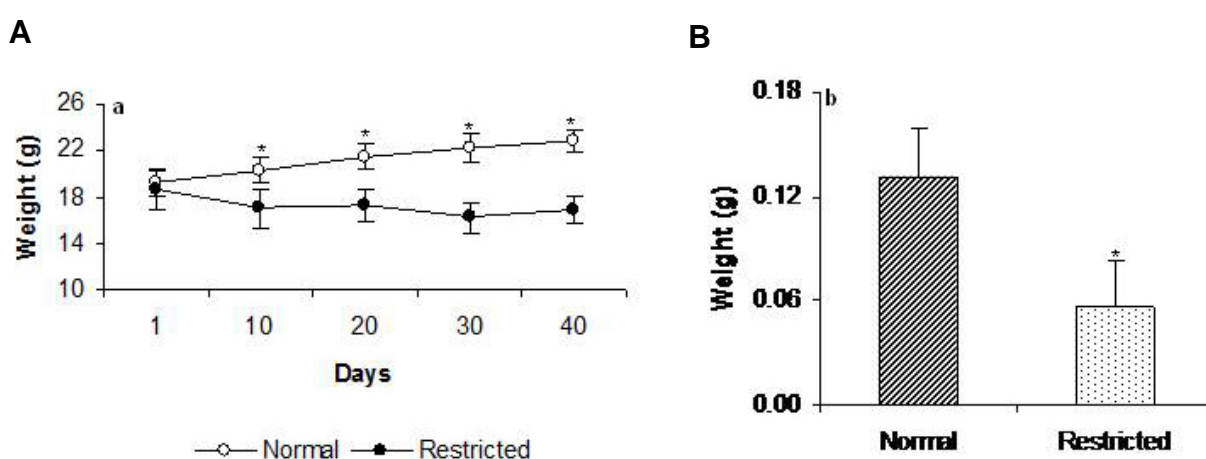 A
Weight (g)
26
22
18
14
10
a
*
*
*
*
1 10 20 30 40
Days
Normal Restricted
B
Weight (g)
0.18
0.12
0.06
0.00
b
*
Normal Restricted